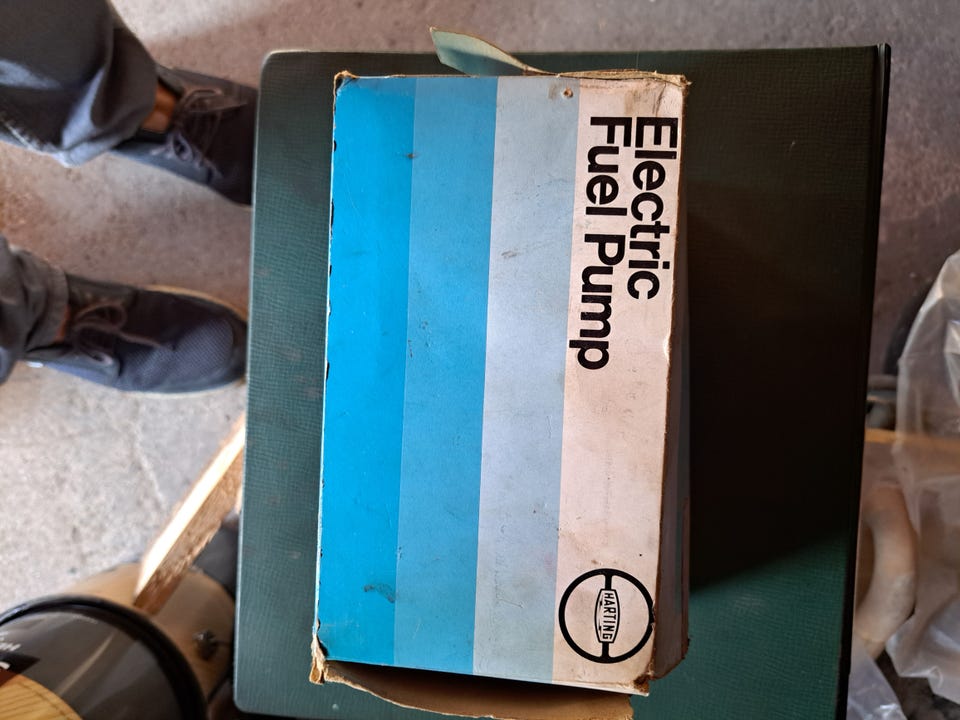 Electric
Fuel Pump
HARTING